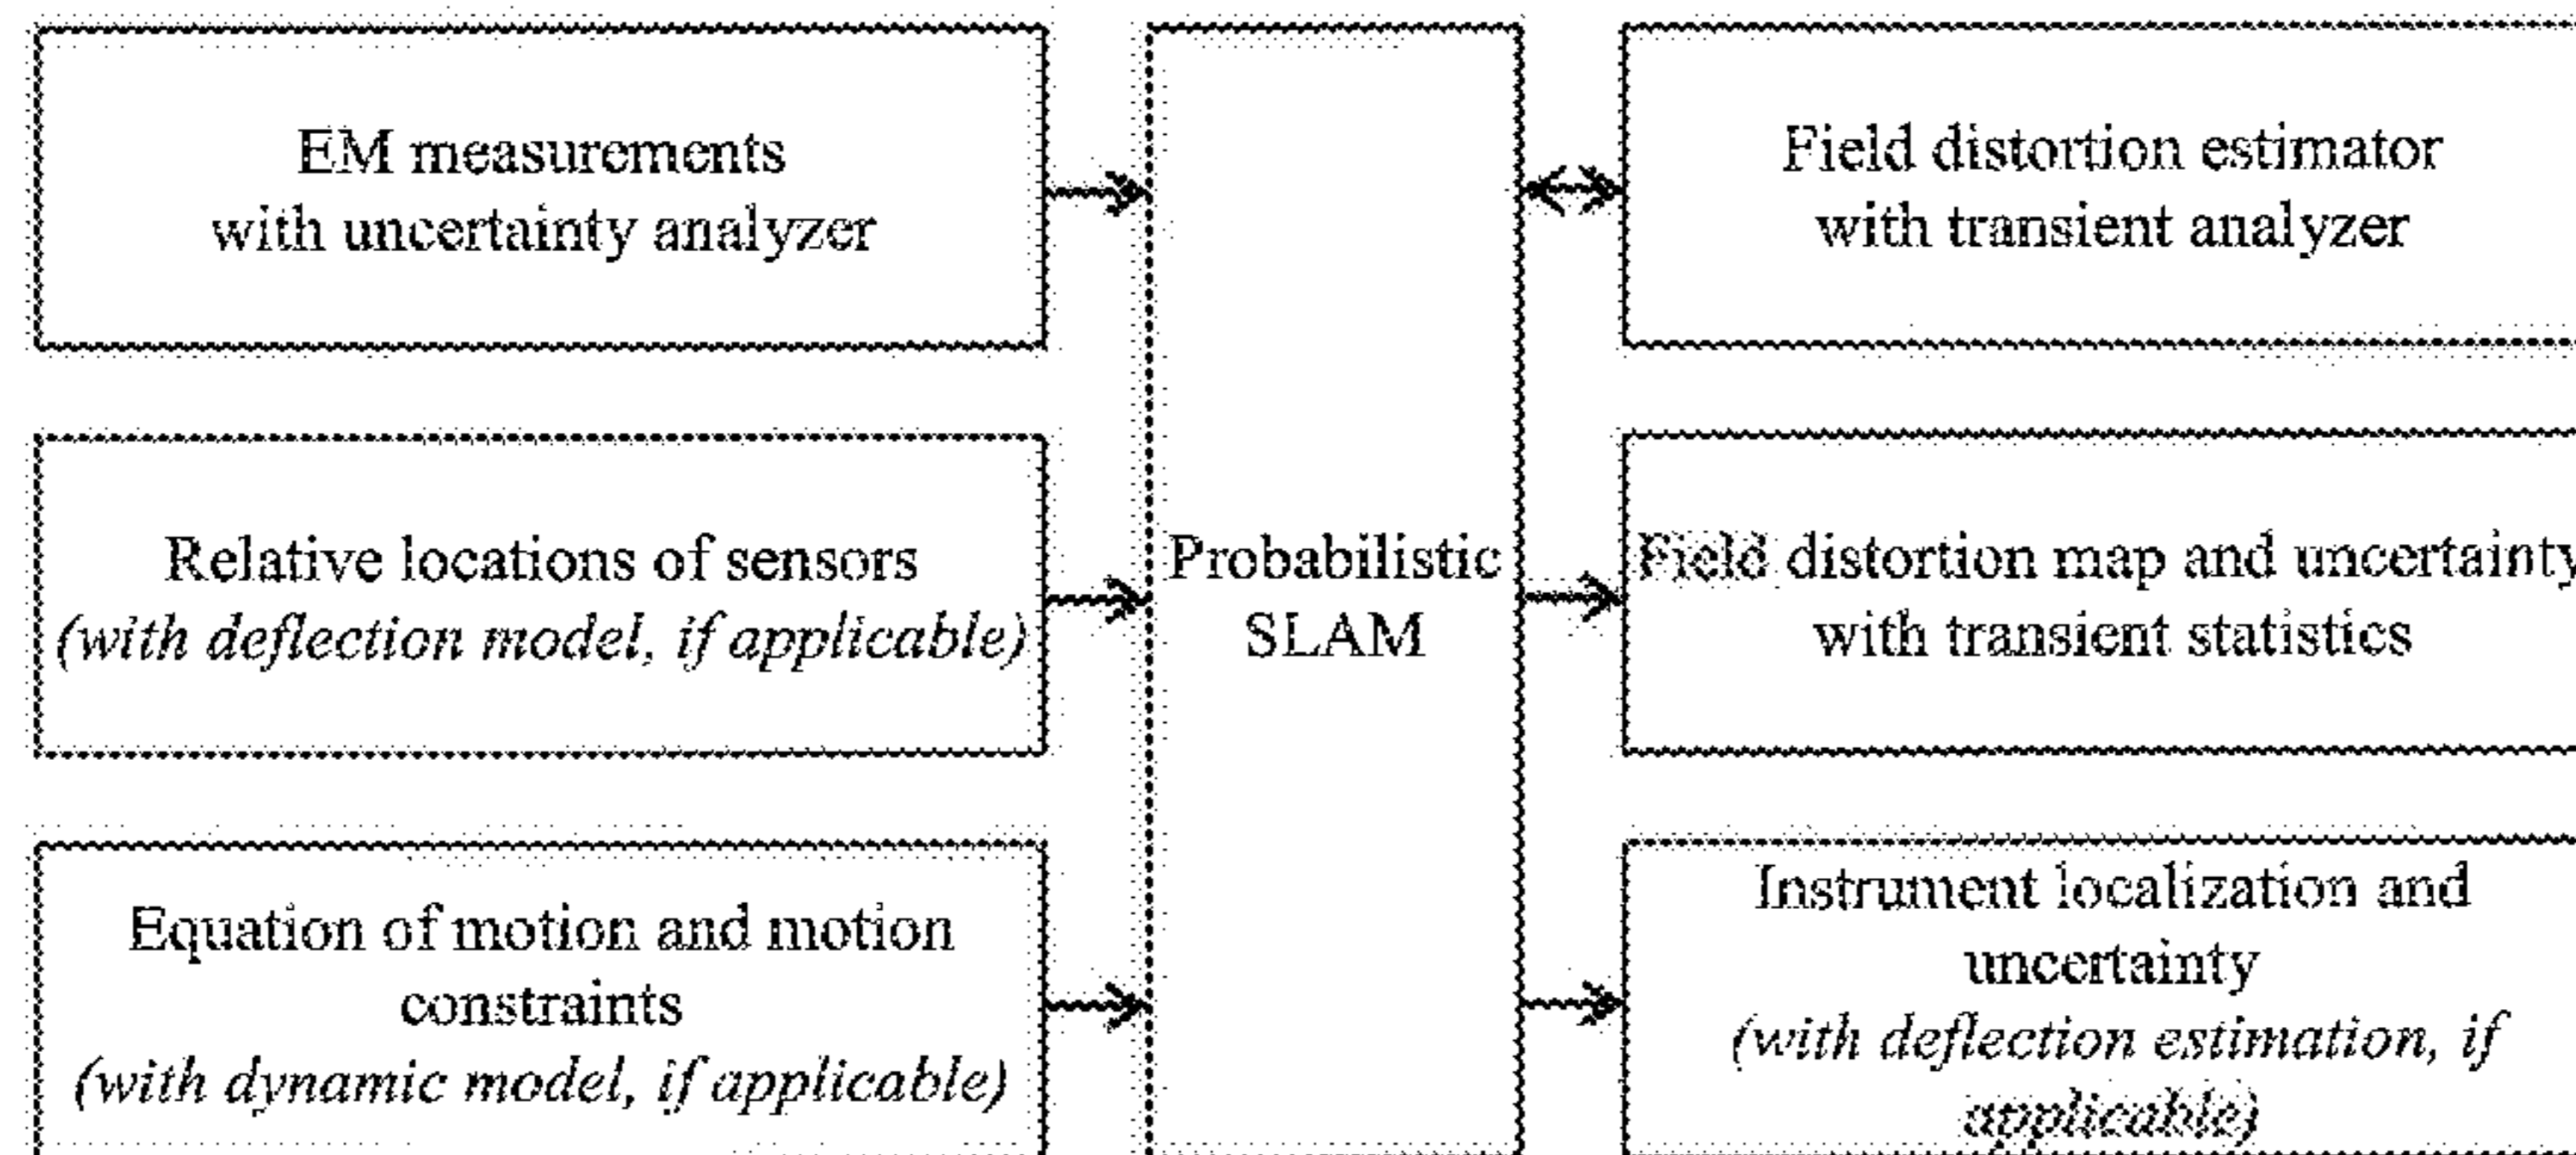 EM measurements
with uncertainty analyzer
Relative locations of sensors
(with deflection model, if applicable)
Equation of motion and motion
constraints
(with dynamic model, if applicable)
Probabilistic
SLAM
Field distortion estimator
with transient analyzer
Field distortion map and uncertainty
with transient statistics
Instrument localization and
uncertainty
(with deflection estimation, if
applicable)